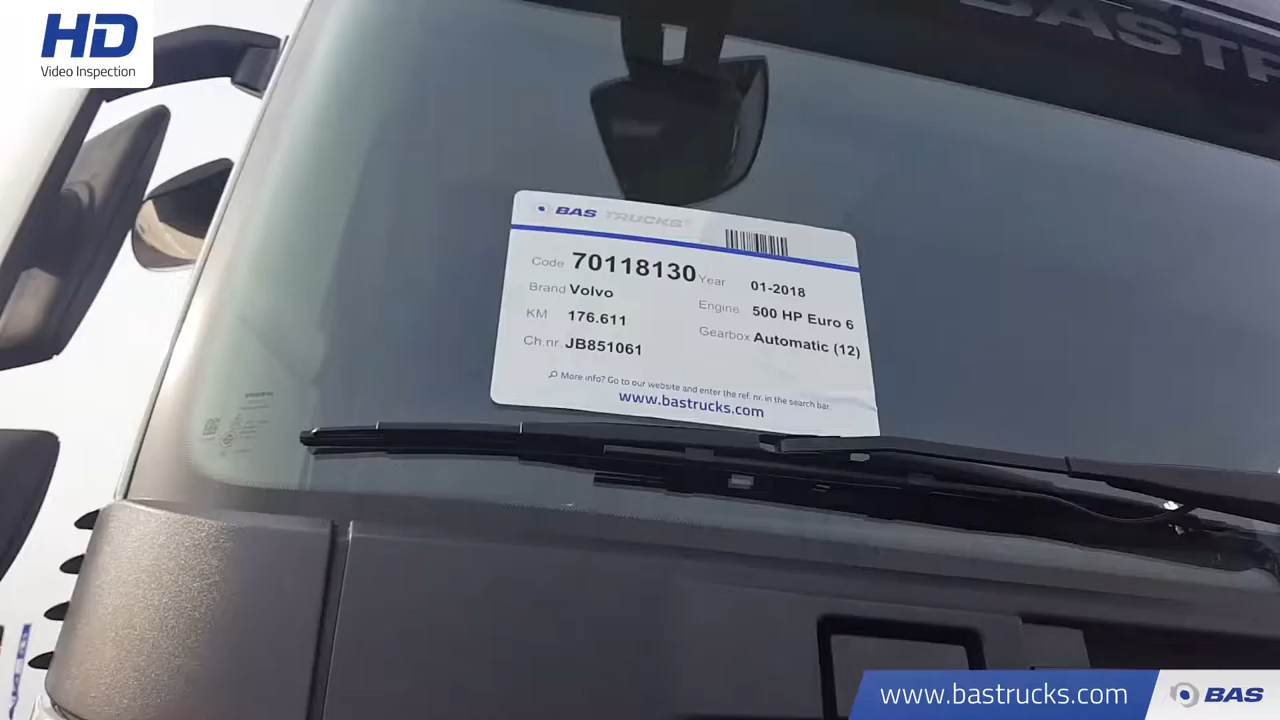 HD
Video Inspection
BAS TRUCKS
Code 70118130
Year 01-2018
Brand Volvo
Engine 500 HP Euro 6
KM 176.611
Gearbox Automatic (12)
Ch.nr. JB851061
More info? Go to our website and enter the ref. nr. in the search bar.
www.bastrucks.com
www.bastrucks.com
BAS